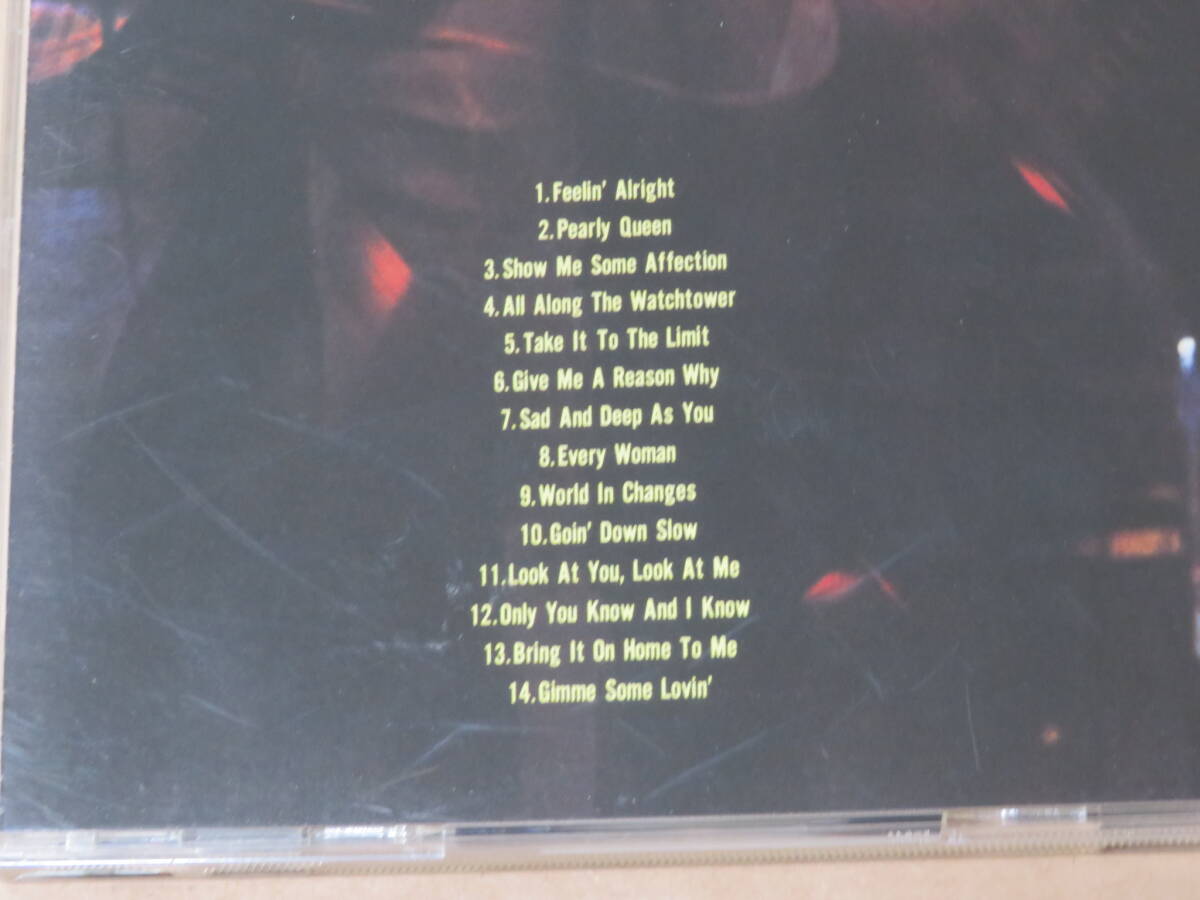 1.Feelin' Alright
2.Pearly Queen
3.Show Me Some Affection
4.All Along The Watchtower
5.Take It To The Limit
6.Give Me A Reason Why
7.Sad And Deep As You
8.Every Woman
9.World In Changes
10.Goin' Down Slow
11.Look At You, Look At Me
12.Only You Know And I Know
13.Bring It On Home To Me
14.Gimme Some Lovin'